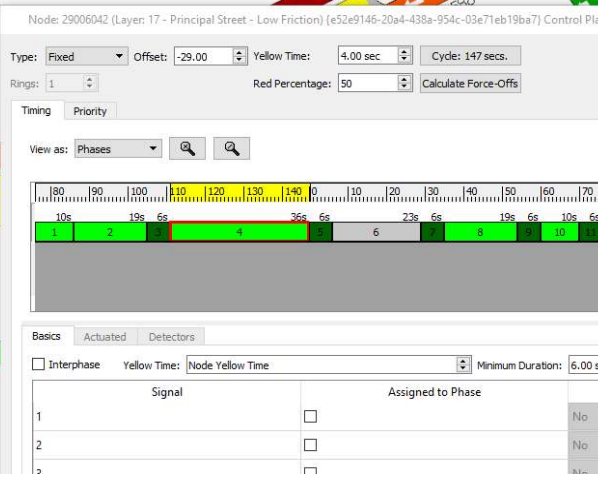 Node: 29006042 (Layer: 17 - Principal Street - Low Friction) {e52e9146-20a4-438a-954c-03e71eb19ba7} Control Pla
Type: Fixed Offset: -29.00 Yellow Time: 4.00 sec Cycle: 147 secs.
Rings: 1 Red Percentage: 50 Calculate Force-Offs
Timing Priority
View as: Phases
80 90 100 110 120 130 140 0 10 20 30 40 50 60 70
10s 19s 6s 36s 6s 23s 6s 19s 6s 10s 6s
1 2 3 4 5 6 7 8 9 10 11
Basics Actuated Detectors
Interphase Yellow Time: Node Yellow Time Minimum Duration: 6.00 s
Signal Assigned to Phase
1 No
2 No